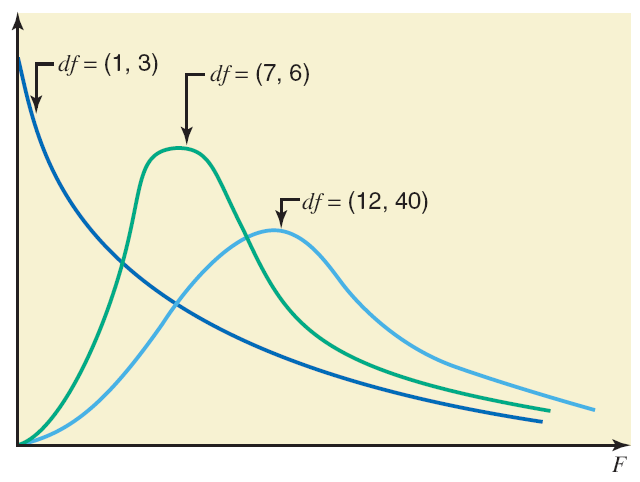 df = (1, 3)
df = (7, 6)
df = (12, 40)
F